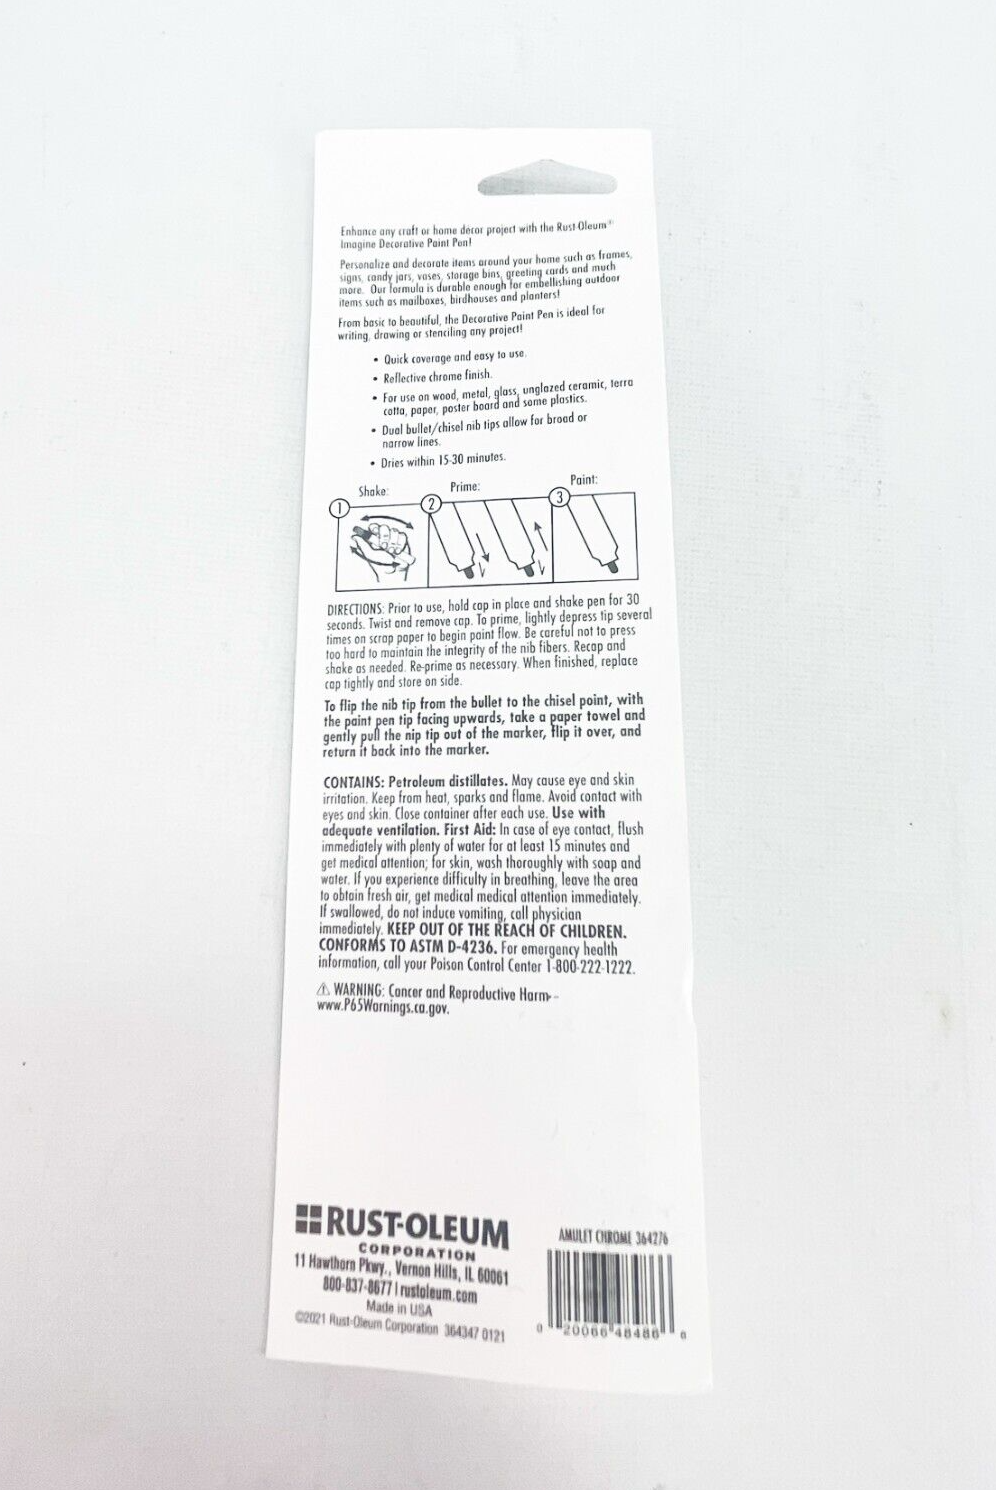 Enhance any craft or home décor project with the Rust-Oleum®
Imagine Decorative Paint Pen!
Personalize and decorate items around your home such as frames,
signs, candy jars, vases, storage bins, greeting cards and much
more. Our formula is durable enough for embellishing outdoor
items such as mailboxes, birdhouses and planters!
From basic to beautiful, the Decorative Paint Pen is ideal for
writing, drawing or stenciling any project!
• Quick coverage and easy to use.
• Reflective chrome finish.
• For use on wood, metal, glass, unglazed ceramic, terra
cotta, paper, poster board and some plastics.
• Dual bullet/chisel nib tips allow for broad or
narrow lines.
• Dries within 15-30 minutes.
Shake: Prime: Paint:
1 2 3
DIRECTIONS: Prior to use, hold cap in place and shake pen for 30
seconds. Twist and remove cap. To prime, lightly depress tip several
times on scrap paper to begin paint flow. Be careful not to press
too hard to maintain the integrity of the nib fibers. Recap and
shake as needed. Re-prime as necessary. When finished, replace
cap tightly and store on side.
To flip the nib tip from the bullet to the chisel point, with
the paint pen tip facing upwards, take a paper towel and
gently pull the nip tip out of the marker, flip it over, and
return it back into the marker.
CONTAINS: Petroleum distillates. May cause eye and skin
irritation. Keep from heat, sparks and flame. Avoid contact with
eyes and skin. Close container after each use. Use with
adequate ventilation. First Aid: In case of eye contact, flush
immediately with plenty of water for at least 15 minutes and
get medical attention; for skin, wash thoroughly with soap and
water. If you experience difficulty in breathing, leave the area
to obtain fresh air, get medical medical attention immediately.
If swallowed, do not induce vomiting, call physician
immediately. KEEP OUT OF THE REACH OF CHILDREN.
CONFORMS TO ASTM D-4236. For emergency health
information, call your Poison Control Center 1-800-222-1222.
⚠ WARNING: Cancer and Reproductive Harm--
www.P65Warnings.ca.gov.
RUST-OLEUM
CORPORATION
11 Hawthorn Pkwy., Vernon Hills, IL 60061
800-837-8677 | rustoleum.com
Made in USA
©2021 Rust-Oleum Corporation 364347 0121
AMULET CHROME 364276
0 20066 48486 0